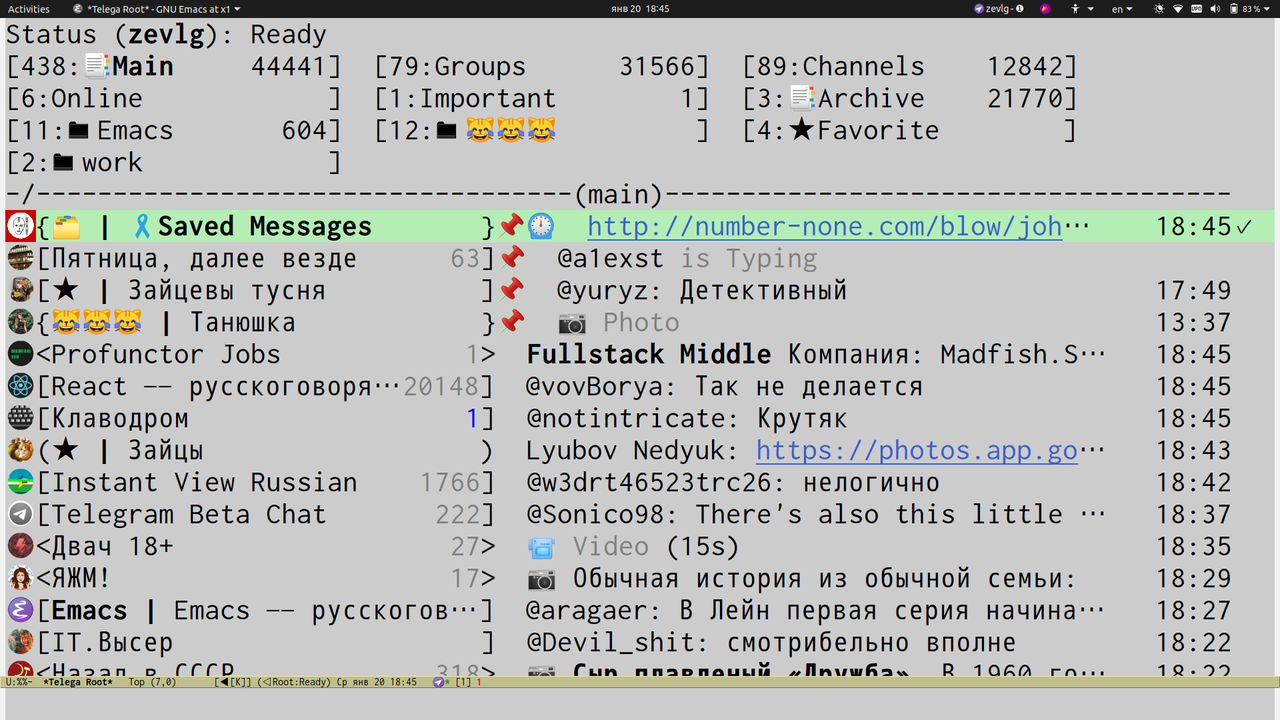 Activities *Telega Root* - GNU Emacs at x1 янв 20 18:45 zevlg - en 83 %
Status (zevlg): Ready
[438:Main 44441] [79:Groups 31566] [89:Channels 12842]
[6:Online ] [1:Important 1] [3:Archive 21770]
[11: Emacs 604] [12: 😹😹😹 ] [4:★Favorite ]
[2: work ]
-/-----------------------------------(main)-------------------------------------
{🗂 | 🎗Saved Messages }📌 http://number-none.com/blow/joh⋯ 18:45✓
[Пятница, далее везде 63]📌 @a1exst is Typing
[★ | Зайцевы тусня ]📌 @yuryz: Детективный 17:49
{😹😹😹 | Танюшка }📌 📷 Photo 13:37
<Profunctor Jobs 1> Fullstack Middle Компания: Madfish.S⋯ 18:45
[React —— русскоговоря⋯20148] @vovBorya: Так не делается 18:45
[Клаводром 1] @notintricate: Крутяк 18:45
(★ | Зайцы ) Lyubov Nedyuk: https://photos.app.go⋯ 18:43
[Instant View Russian 1766] @w3drt46523trc26: нелогично 18:42
[Telegram Beta Chat 222] @Sonico98: There's also this little ⋯ 18:37
<Двач 18+ 27> Video (15s) 18:35
<ЯЖМ! 17> 📷 Обычная история из обычной семьи: 18:29
[Emacs | Emacs —— русскогов⋯] @aragaer: В Лейн первая серия начина⋯ 18:27
[IT.Высер ] @Devil_shit: смотрибельно вполне 18:22
<Назад в СССР 318> 📷 Сыр плавленый «Дружба». В 1960 го⋯ 18:22
U:%%- *Telega Root* Top (7,0) [◀[K]] (◁Root:Ready) Ср янв 20 18:45 * [1] 1